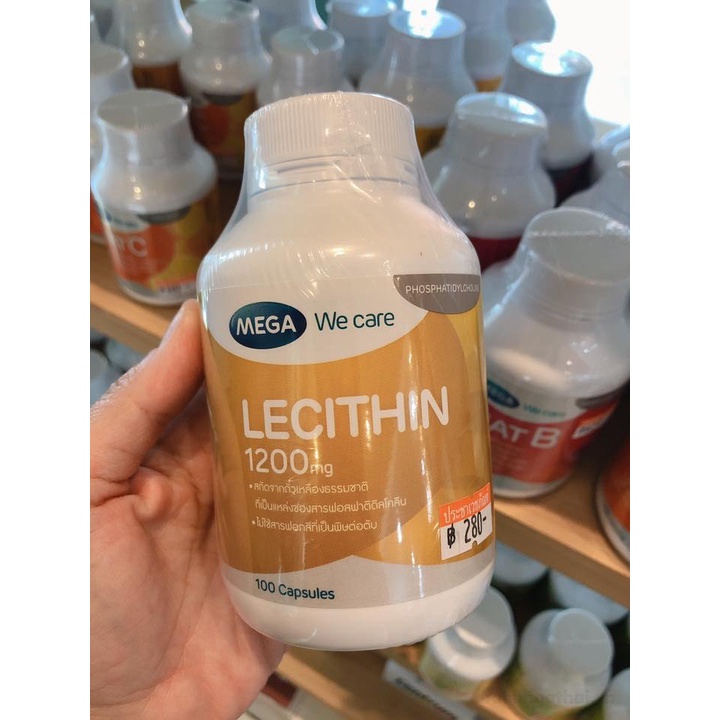 PHOSPHATIDYLCHOLINE
MEGA We care
LECITHIN
1200mg
• สกัดจากถั่วเหลืองธรรมชาติ
ที่เป็นแหล่งของสารฟอสฟาติดิลโคลีน
• ไม่ใช้สารฟอกสีที่เป็นพิษต่อตับ
฿ 280-
100 Capsules
C
MEGA We care
AT B